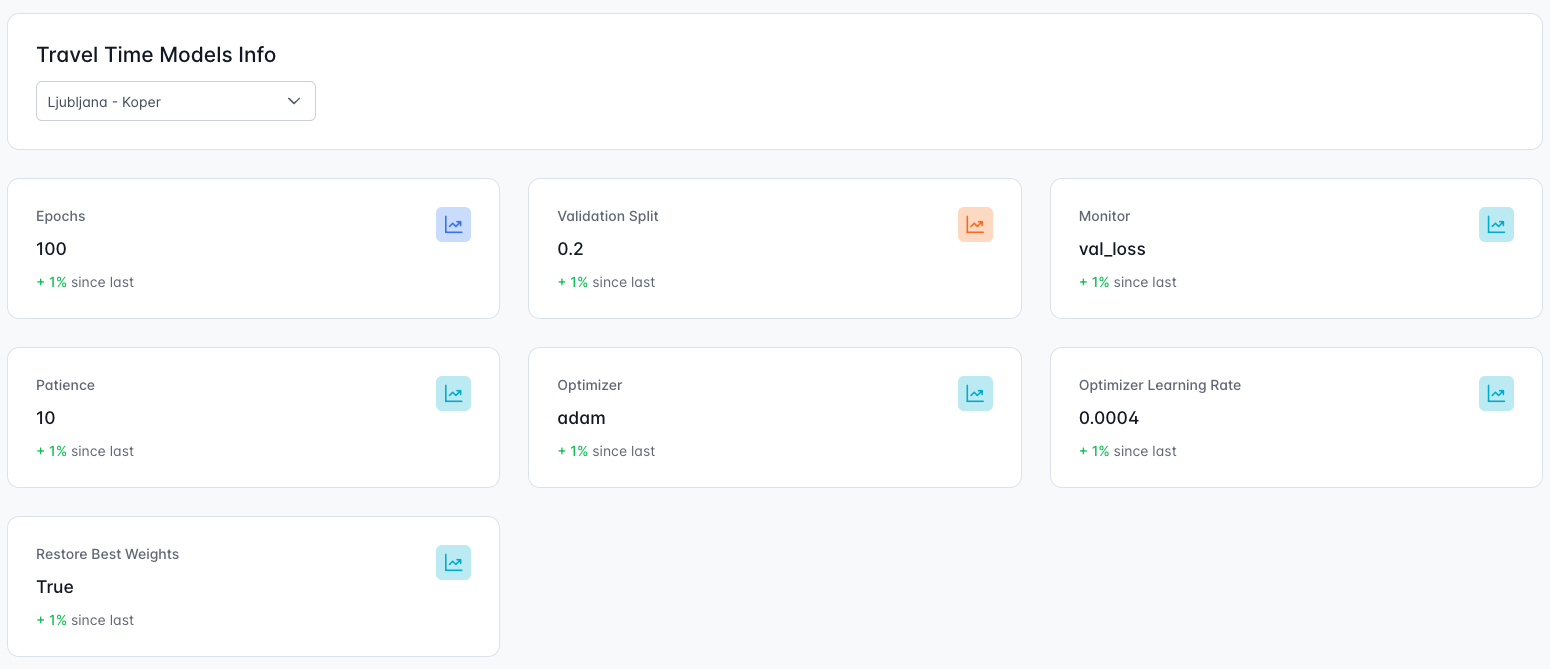 Travel Time Models Info
Ljubljana - Koper
Epochs
100
+ 1% since last
Validation Split
0.2
+ 1% since last
Monitor
val_loss
+ 1% since last
Patience
10
+ 1% since last
Optimizer
adam
+ 1% since last
Optimizer Learning Rate
0.0004
+ 1% since last
Restore Best Weights
True
+ 1% since last